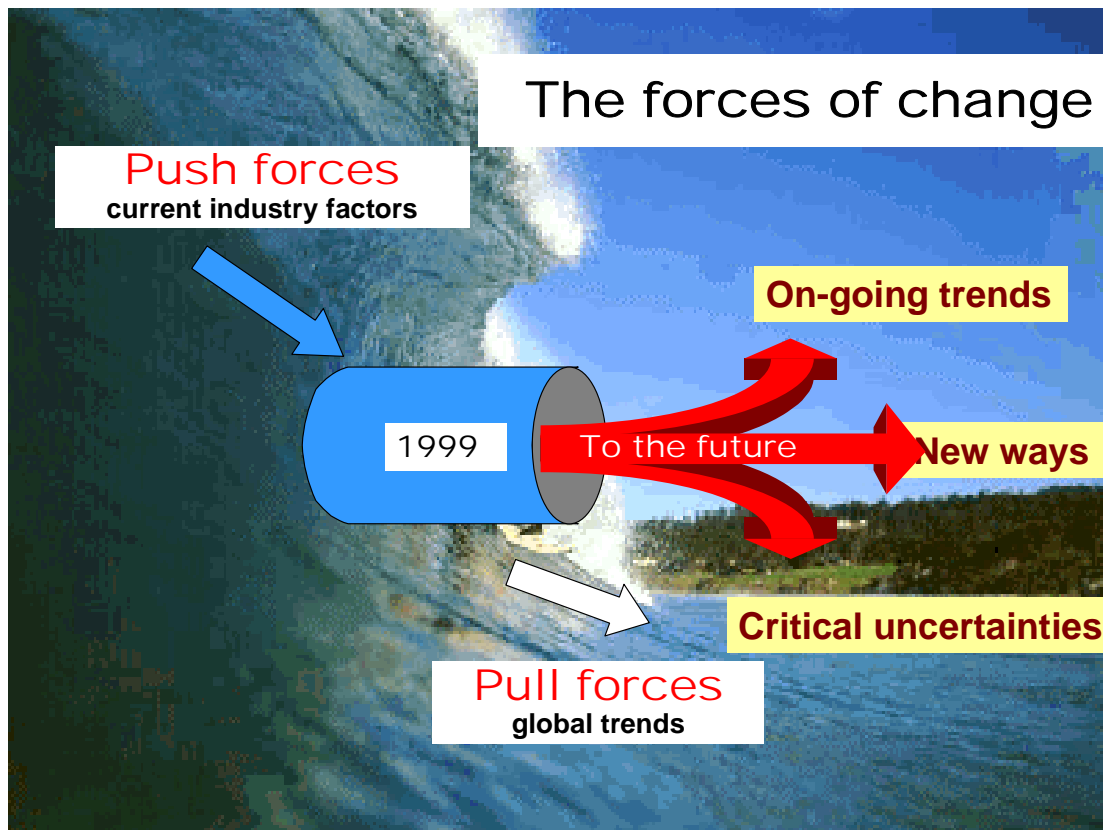 The forces of change
Push forces
current industry factors
On-going trends
1999
To the future
New ways
Critical uncertainties
Pull forces
global trends